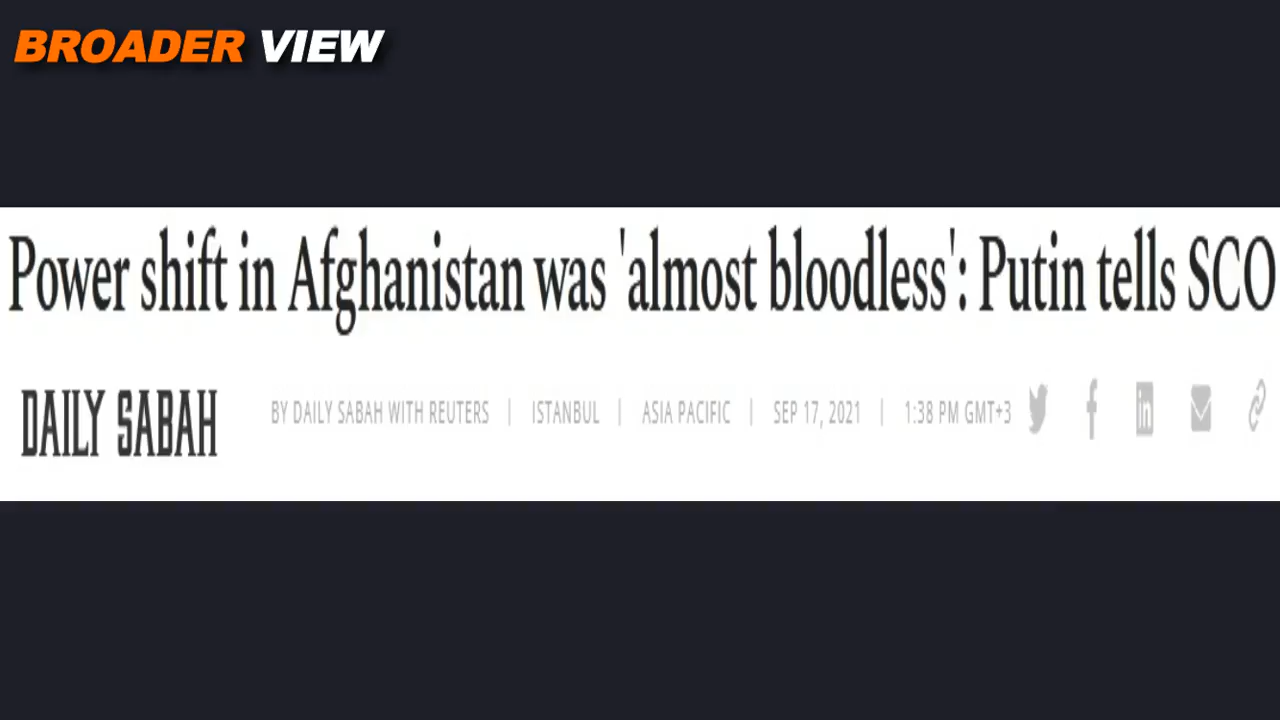 BROADER VIEW
Power shift in Afghanistan was 'almost bloodless': Putin tells SCO
DAILY SABAH
BY DAILY SABAH WITH REUTERS | ISTANBUL | ASIA PACIFIC | SEP 17, 2021 | 1:38 PM GMT+3